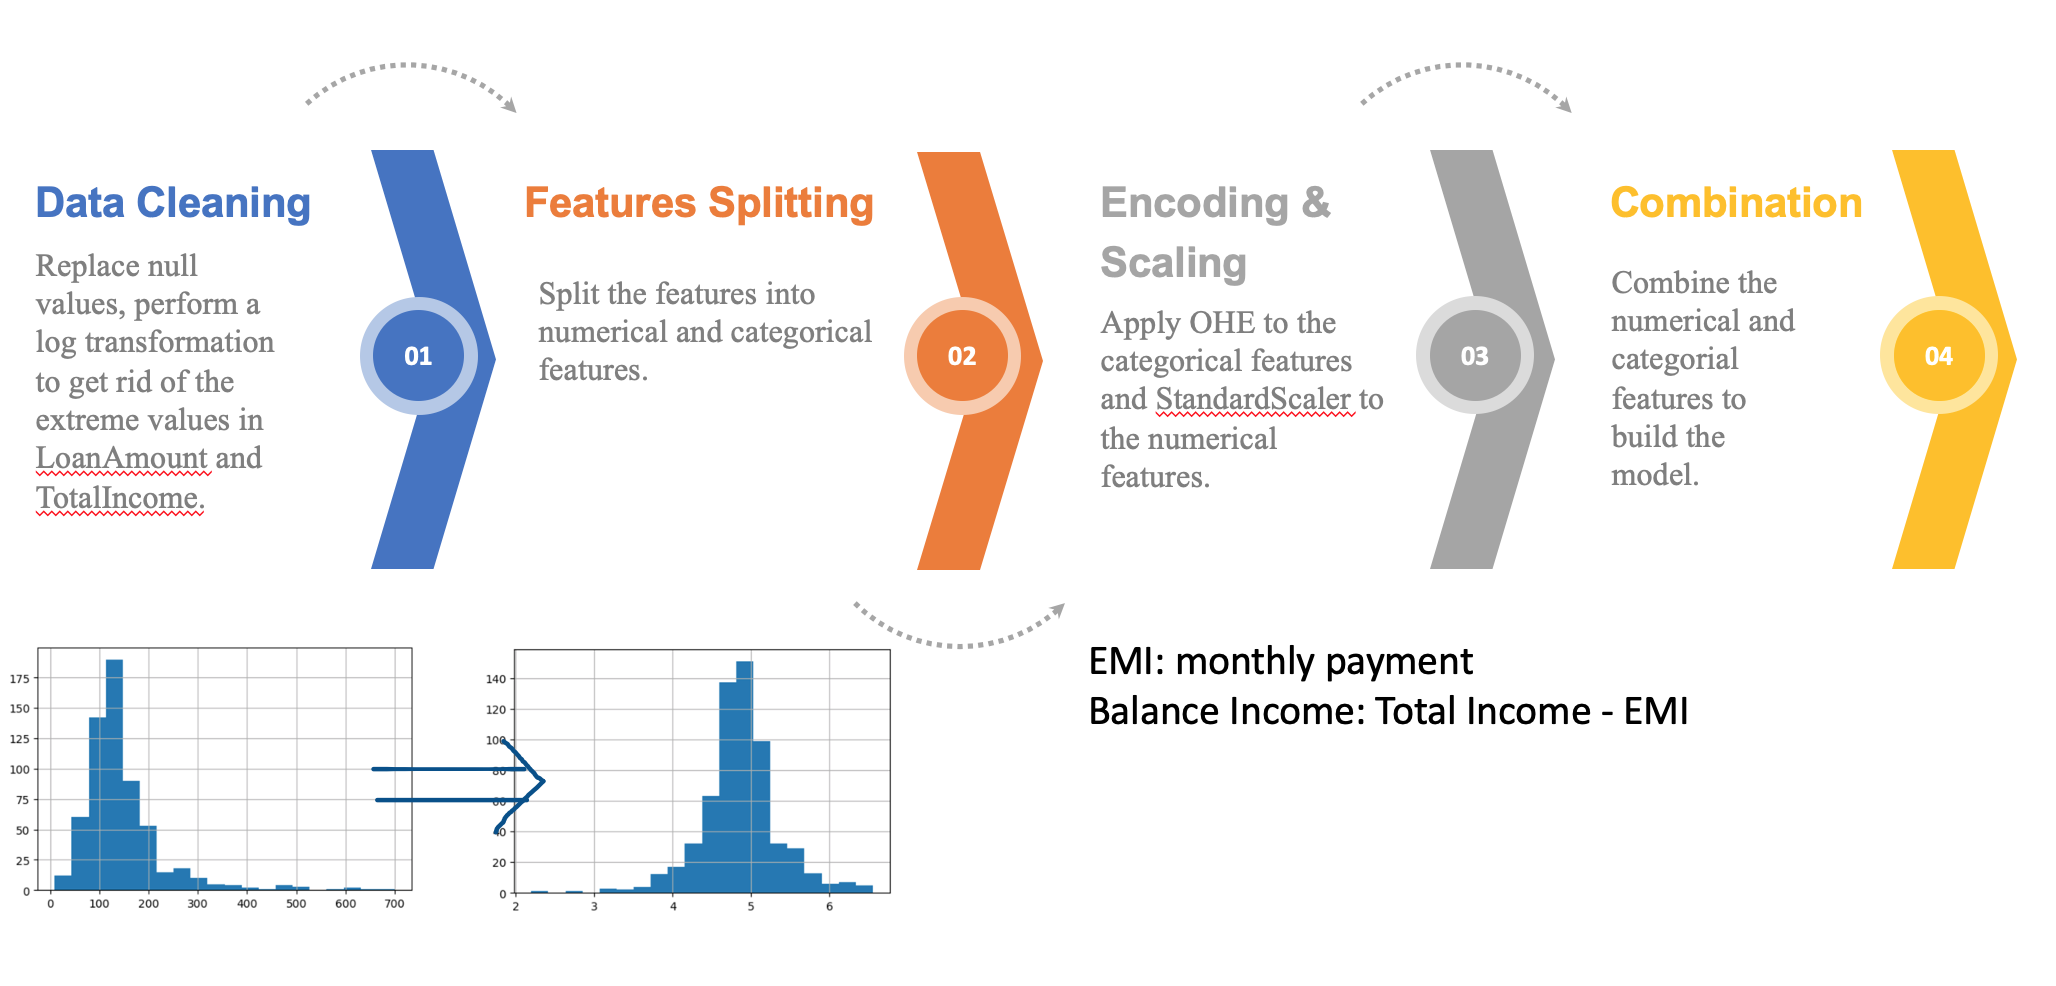 Data Cleaning
Replace null
values, perform a
log transformation
to get rid of the
extreme values in
LoanAmount and
TotalIncome.
01
Features Splitting
Split the features into
numerical and categorical
features.
02
Encoding &
Scaling
Apply OHE to the
categorical features
and StandardScaler to
the numerical
features.
03
Combination
Combine the
numerical and
categorial
features to
build the
model.
04
175
150
125
100
75
50
25
0
0 100 200 300 400 500 600 700
140
120
100
80
60
40
20
0
2 3 4 5 6
EMI: monthly payment
Balance Income: Total Income - EMI